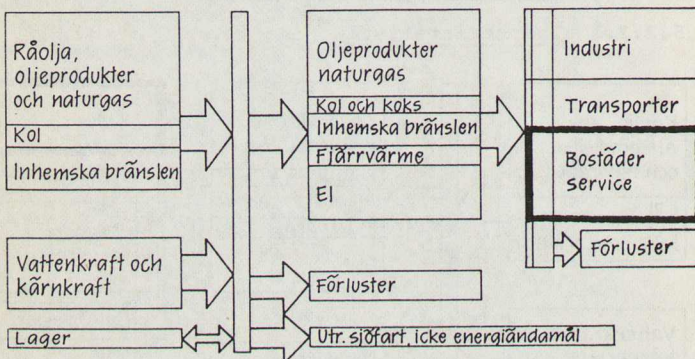 Råolja,
oljeprodukter
och naturgas
Kol
Inhemska bränslen
Vattenkraft och
kärnkraft
Lager
Oljeprodukter
naturgas
Kol och koks
Inhemska bränslen
Fjärrvärme
El
Förluster
Utr. sjöfart, icke energiändamål
Industri
Transporter
Bostäder
service
Förluster